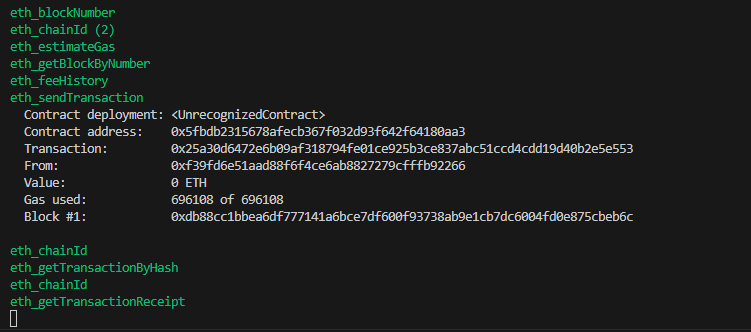 eth_blockNumber
eth_chainId (2)
eth_estimateGas
eth_getBlockByNumber
eth_feeHistory
eth_sendTransaction
  Contract deployment: <UnrecognizedContract>
  Contract address:    0x5fbdb2315678afecb367f032d93f642f64180aa3
  Transaction:         0x25a30d6472e6b09af318794fe01ce925b3ce837abc51ccd4cdd19d40b2e5e553
  From:                0xf39fd6e51aad88f6f4ce6ab8827279cfffb92266
  Value:               0 ETH
  Gas used:            696108 of 696108
  Block #1:            0xdb88cc1bbea6df777141a6bce7df600f93738ab9e1cb7dc6004fd0e875cbeb6c

eth_chainId
eth_getTransactionByHash
eth_chainId
eth_getTransactionReceipt